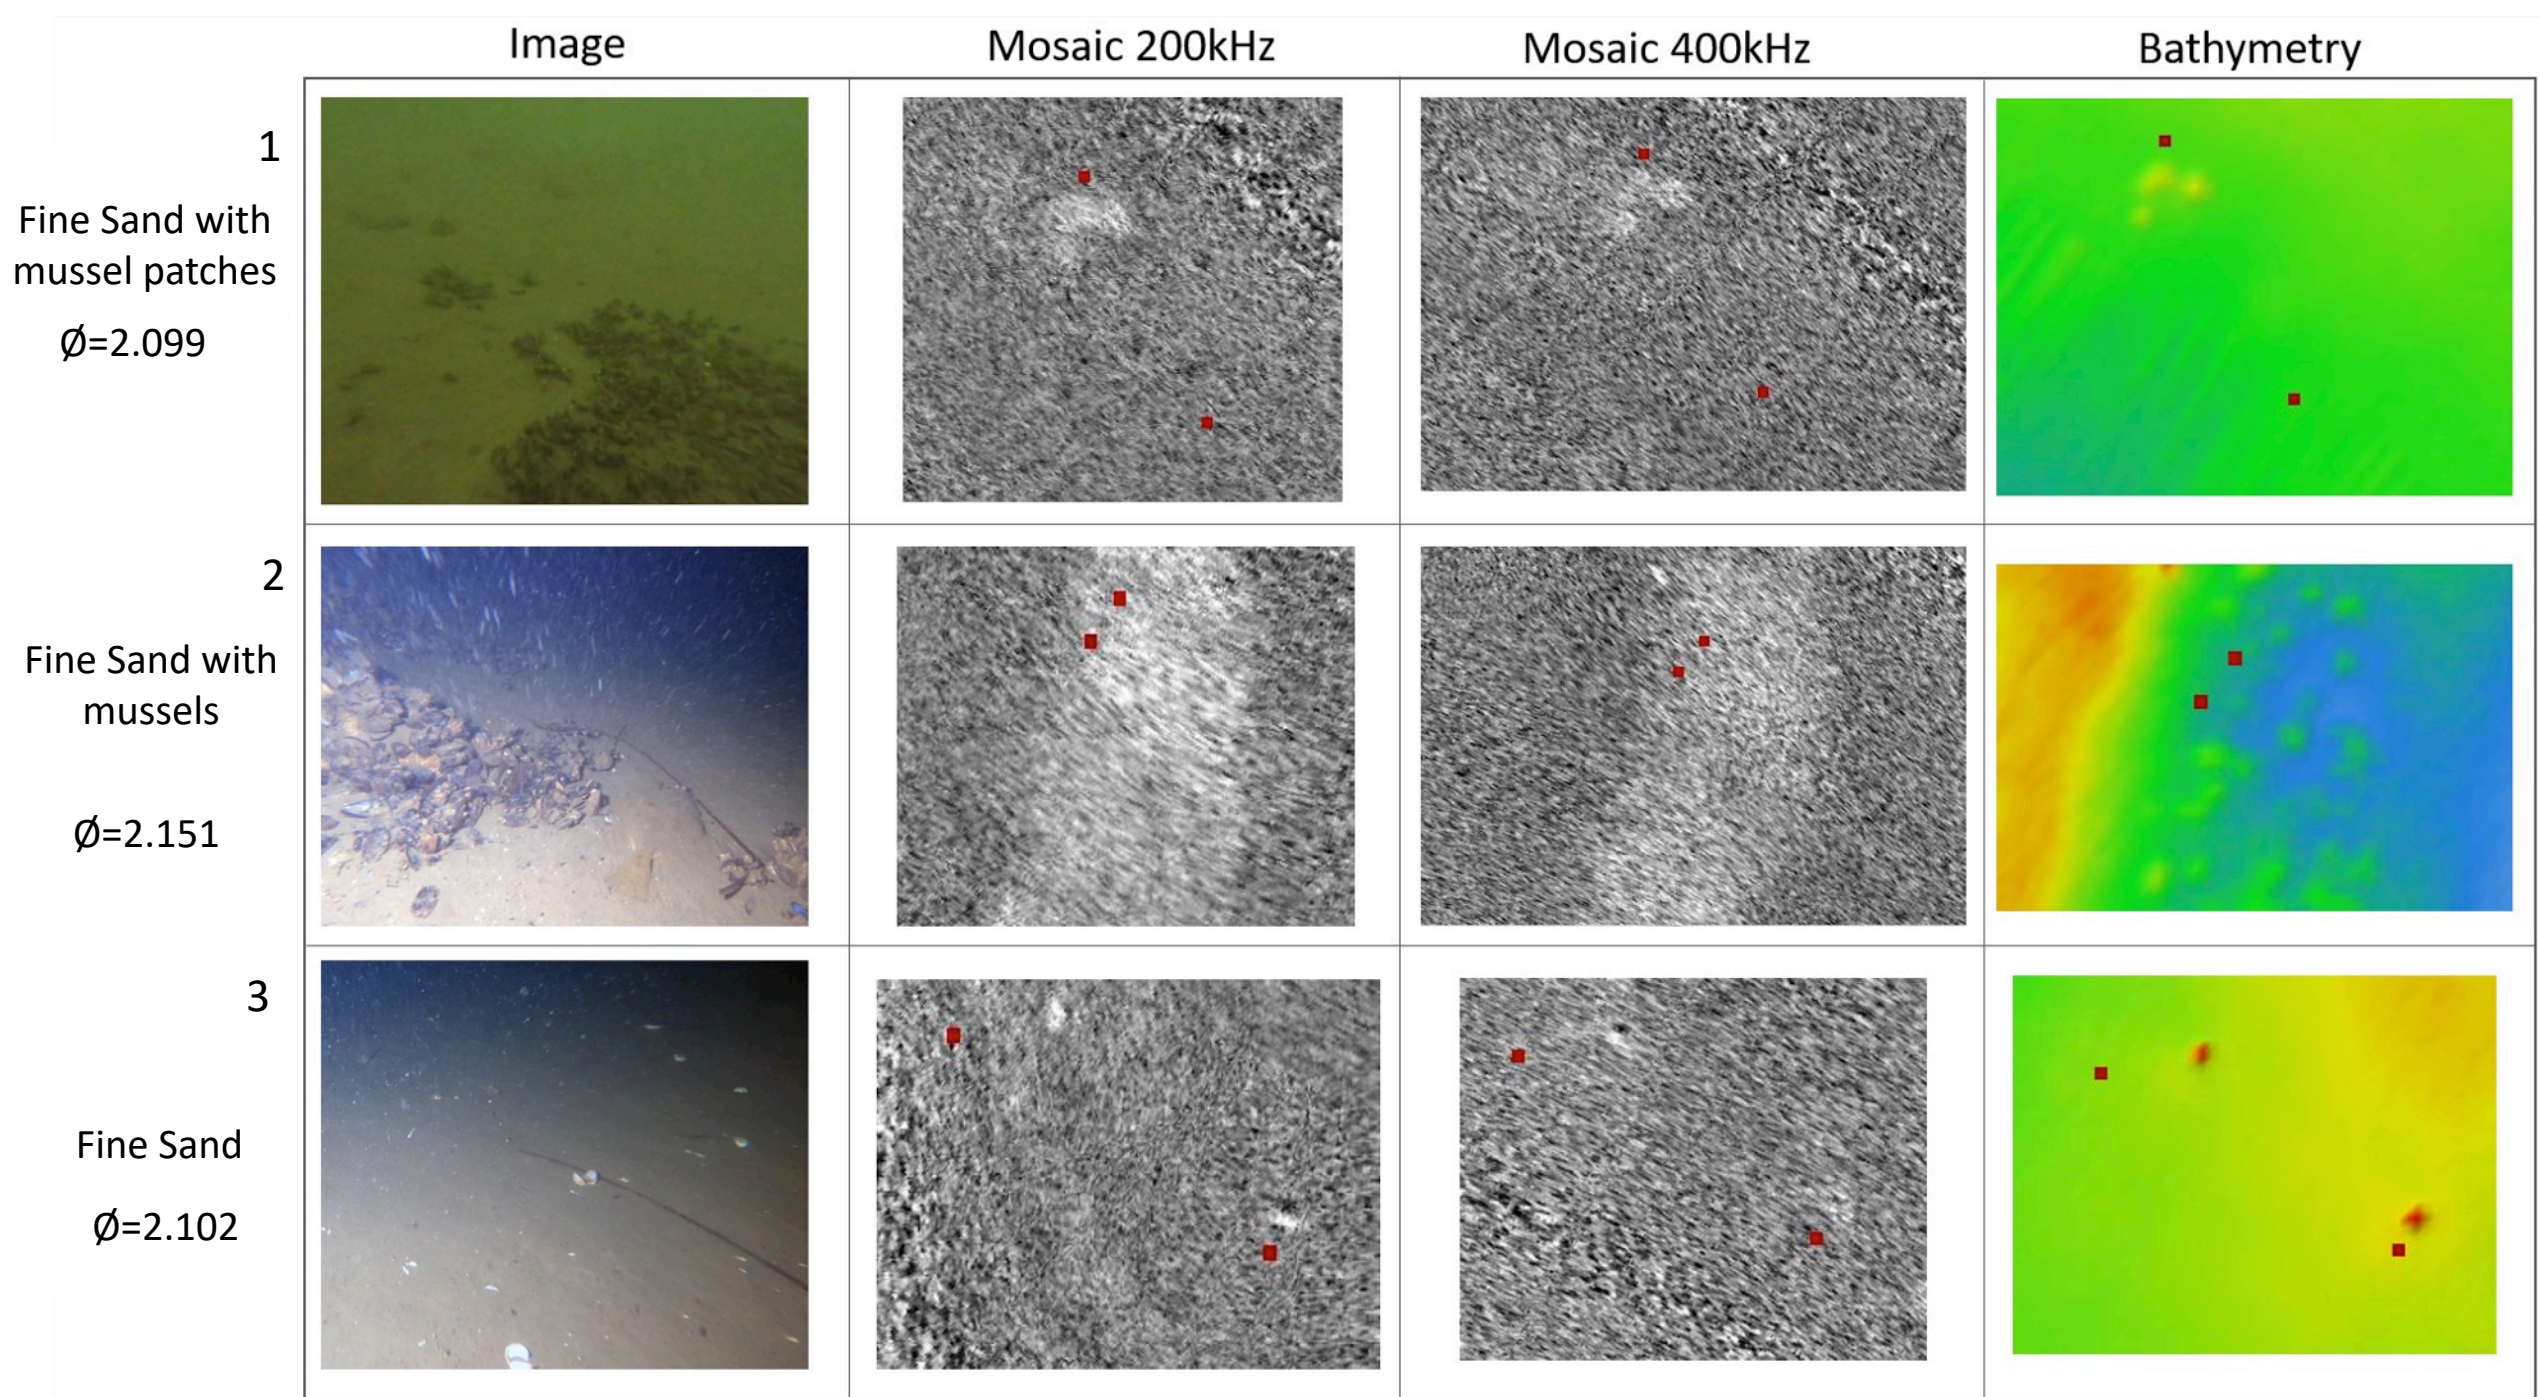 Image
Mosaic 200kHz
Mosaic 400kHz
Bathymetry
1
Fine Sand with
mussel patches
Ø=2.099
2
Fine Sand with
mussels
Ø=2.151
3
Fine Sand
Ø=2.102